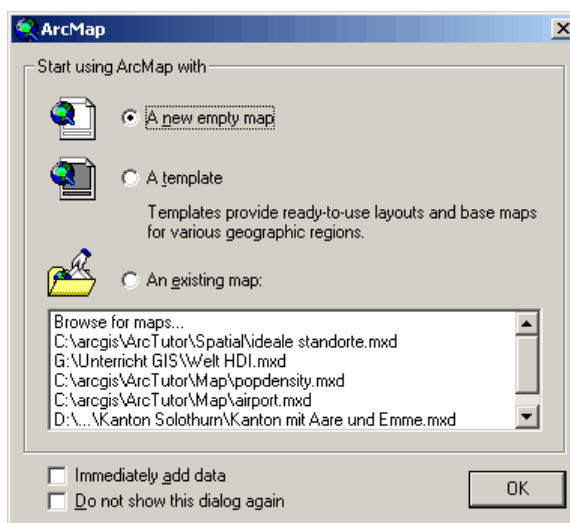 ArcMap
Start using ArcMap with
A new empty map
A template
Templates provide ready-to-use layouts and base maps
for various geographic regions.
An existing map:
Browse for maps...
C:\arcgis\ArcTutor\Spatial\ideale standorte.mxd
G:\Unterricht GIS\Welt HDI.mxd
C:\arcgis\ArcTutor\Map\popdensity.mxd
C:\arcgis\ArcTutor\Map\airport.mxd
D:\...\Kanton Solothurn\Kanton mit Aare und Emme.mxd
Immediately add data
Do not show this dialog again
OK